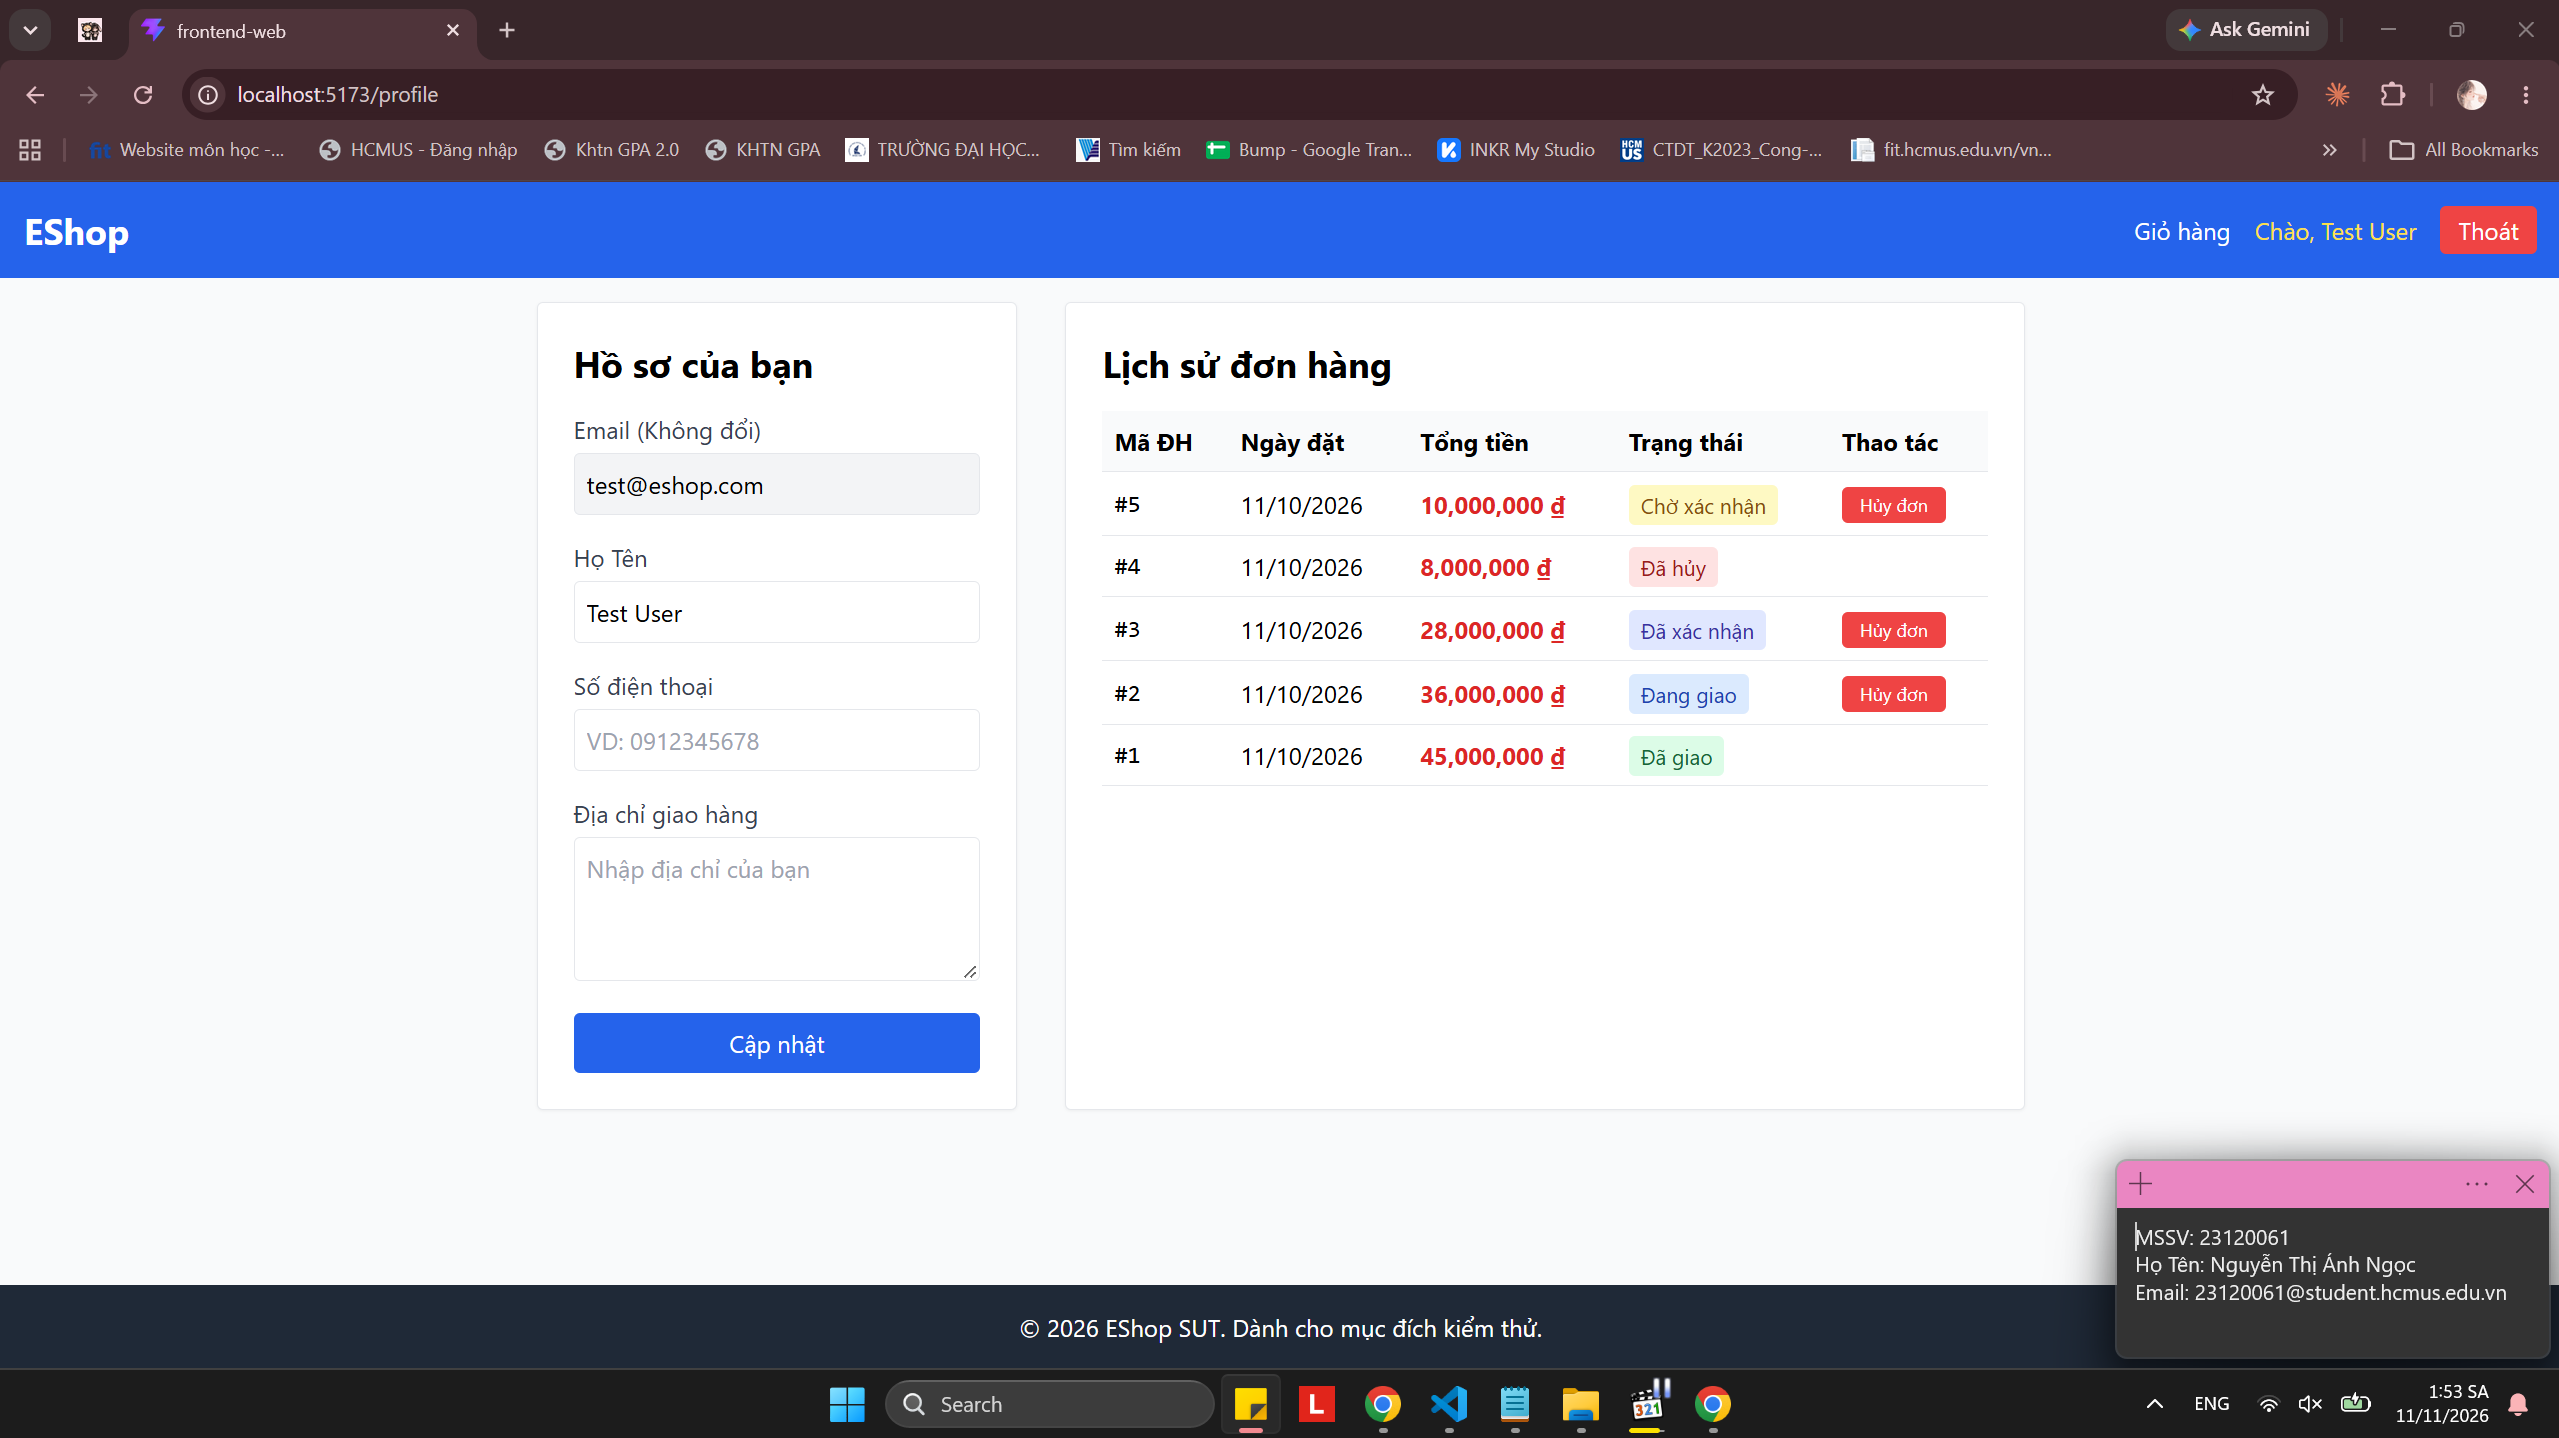 frontend-web
Ask Gemini
localhost:5173/profile
fit Website môn học -...
HCMUS - Đăng nhập
Khtn GPA 2.0
KHTN GPA
TRƯỜNG ĐẠI HỌC...
Tìm kiếm
Bump - Google Tran...
INKR My Studio
HCM US CTDT_K2023_Cong-...
fit.hcmus.edu.vn/vn...
All Bookmarks
EShop
Giỏ hàng
Chào, Test User
Thoát
Hồ sơ của bạn
Email (Không đổi)
test@eshop.com
Họ Tên
Test User
Số điện thoại
VD: 0912345678
Địa chỉ giao hàng
Nhập địa chỉ của bạn
Cập nhật
Lịch sử đơn hàng
Mã ĐH Ngày đặt Tổng tiền Trạng thái Thao tác
#5 11/10/2026 10,000,000 ₫ Chờ xác nhận Hủy đơn
#4 11/10/2026 8,000,000 ₫ Đã hủy
#3 11/10/2026 28,000,000 ₫ Đã xác nhận Hủy đơn
#2 11/10/2026 36,000,000 ₫ Đang giao Hủy đơn
#1 11/10/2026 45,000,000 ₫ Đã giao
MSSV: 23120061
Họ Tên: Nguyễn Thị Ánh Ngọc
Email: 23120061@student.hcmus.edu.vn
© 2026 EShop SUT. Dành cho mục đích kiểm thử.
Search
L
321
ENG
1:53 SA
11/11/2026